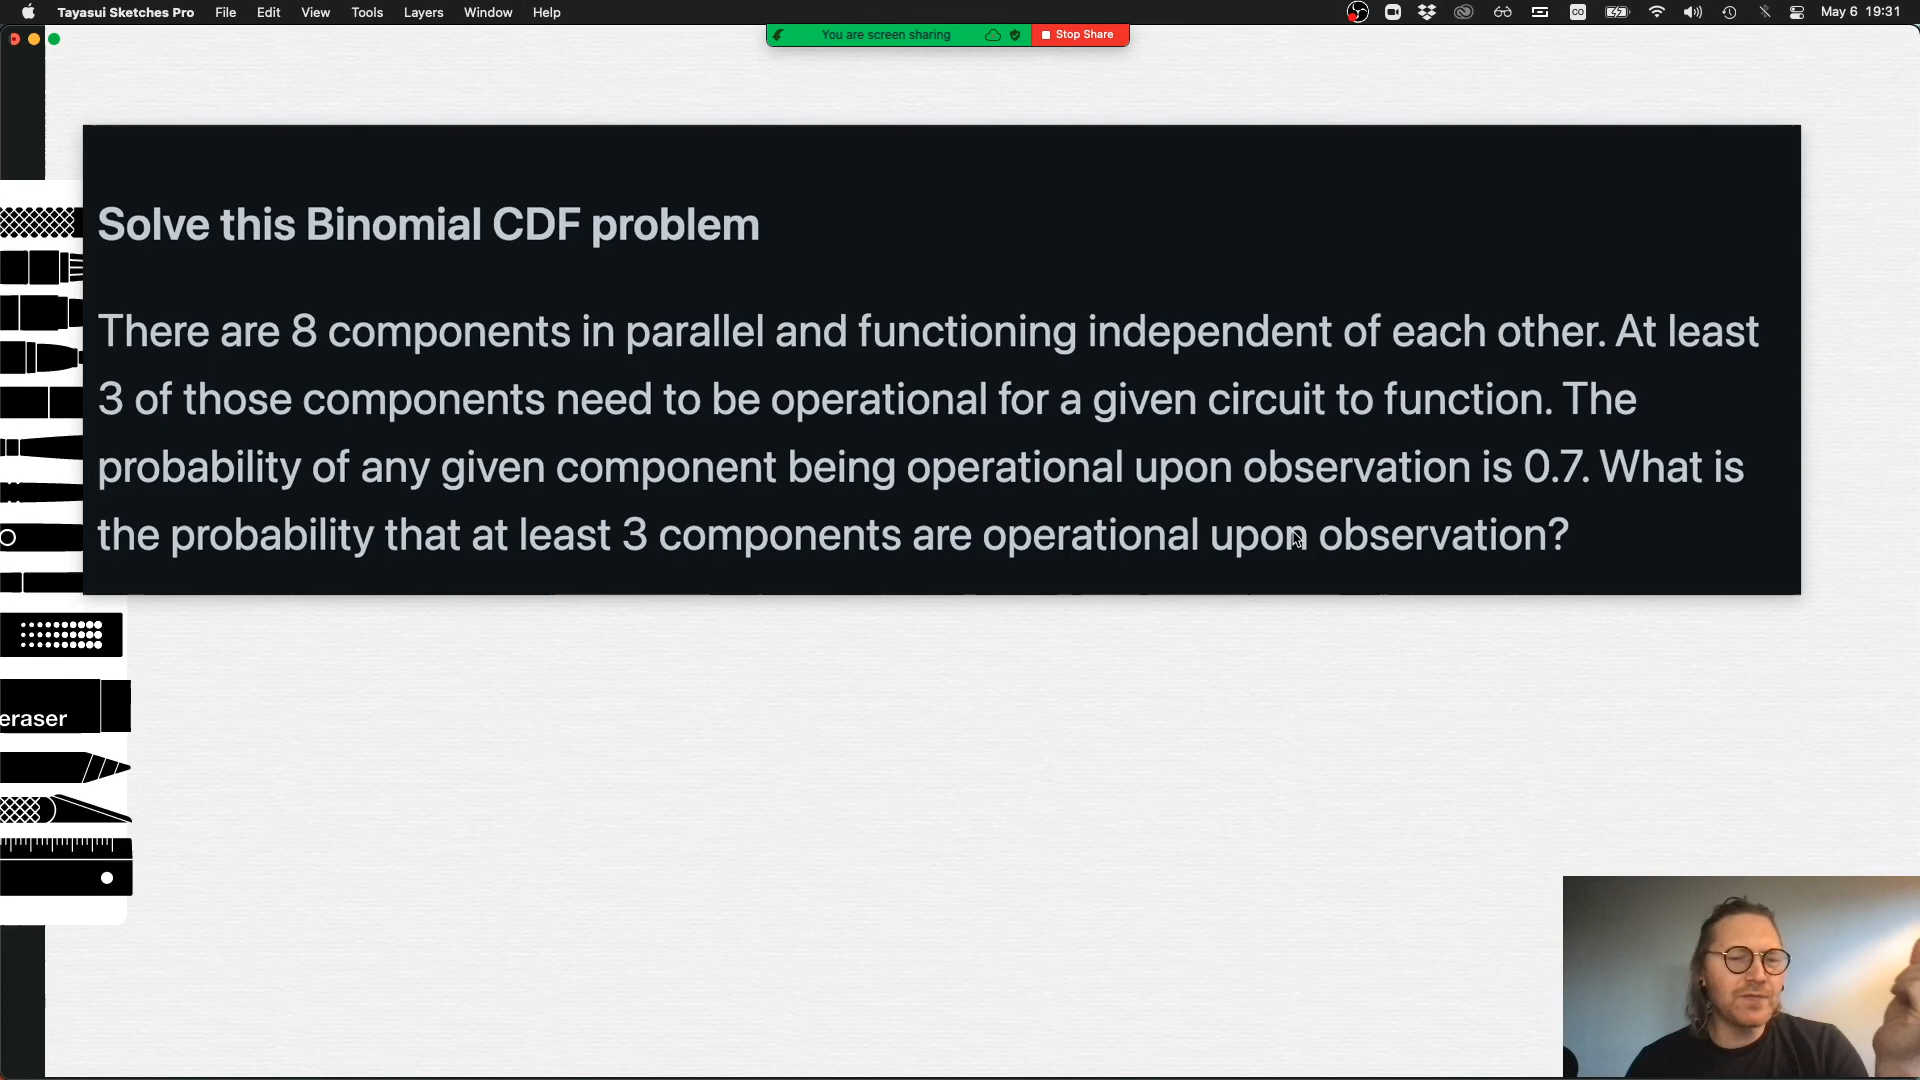 Tayasui Sketches Pro File Edit View Tools Layers Window Help May 6 19:31
You are screen sharing Stop Share
Solve this Binomial CDF problem
There are 8 components in parallel and functioning independent of each other. At least
3 of those components need to be operational for a given circuit to function. The
probability of any given component being operational upon observation is 0.7. What is
the probability that at least 3 components are operational upon observation?
eraser